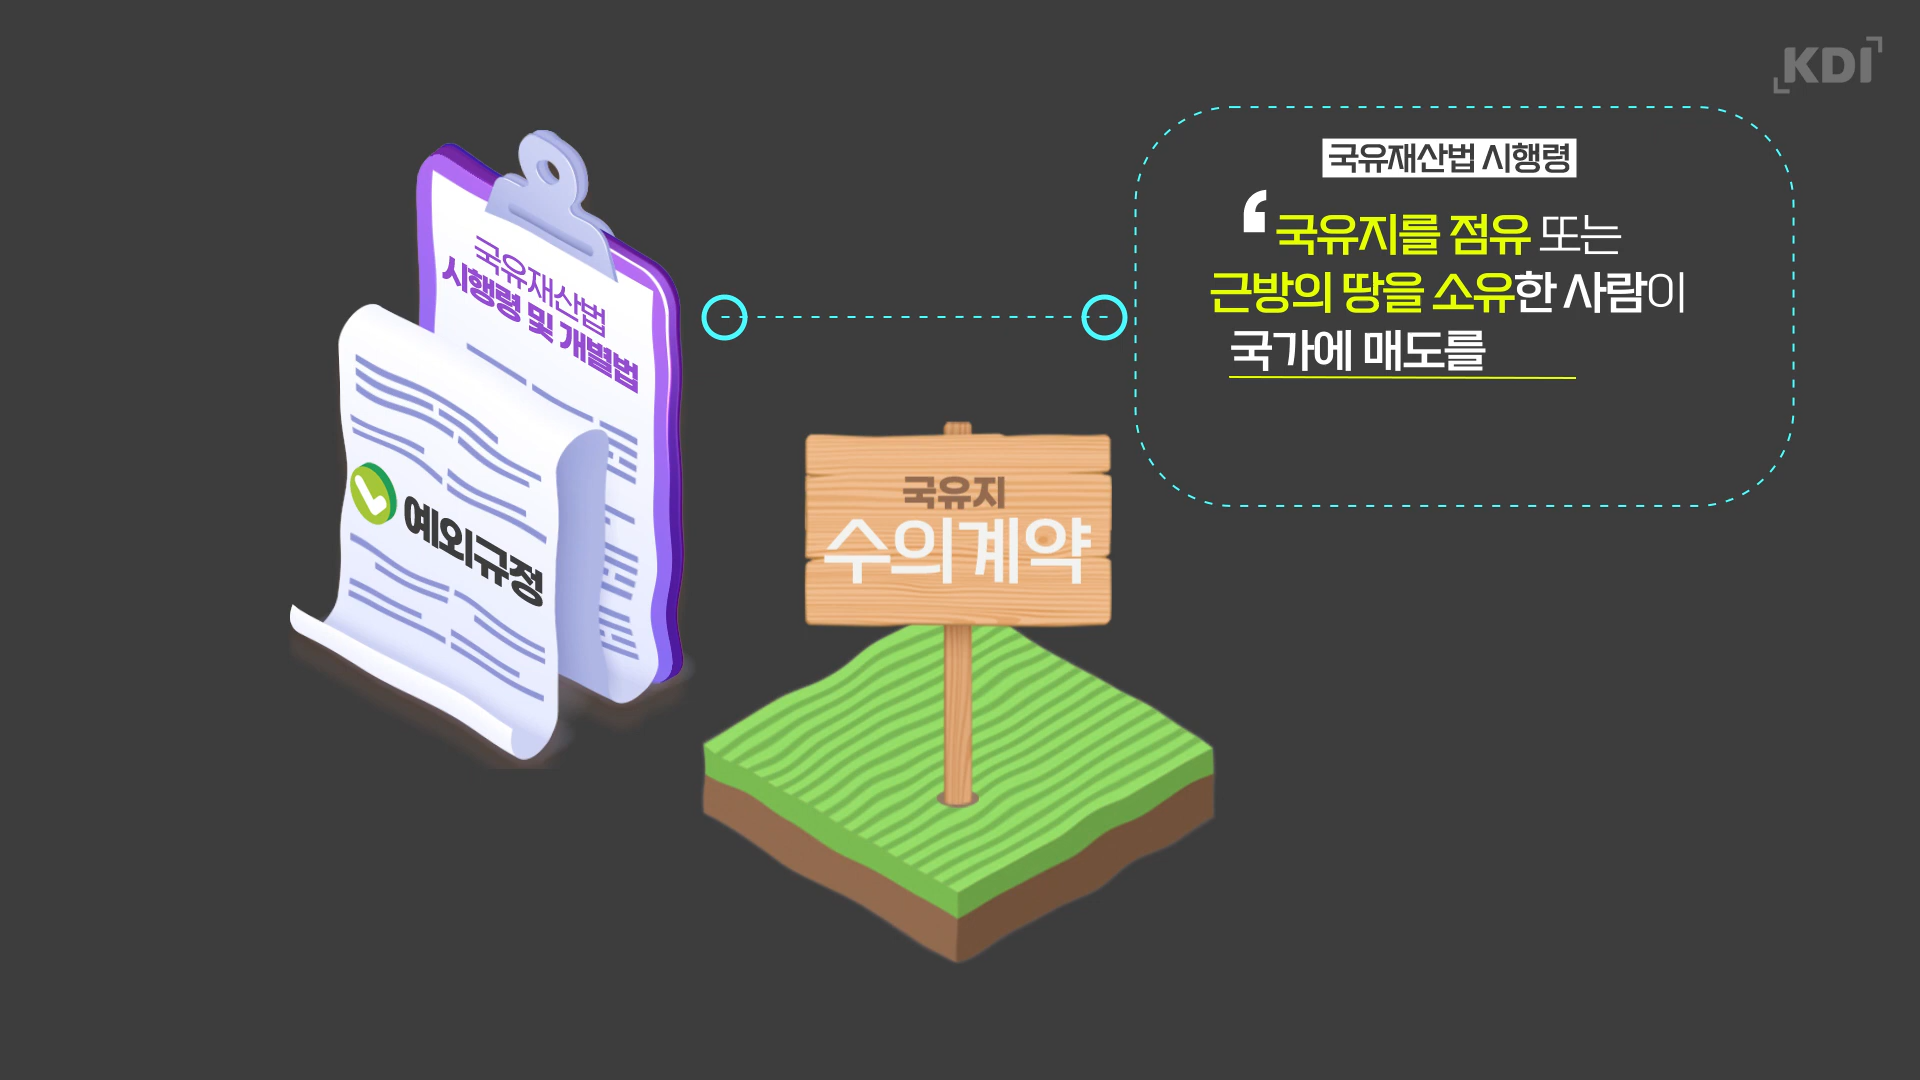 KDI
국유재산법
시행령 및 개별법
예외규정
국유지
수의계약
국유재산법 시행령
“국유지를 점유 또는
근방의 땅을 소유한 사람이
국가에 매도를